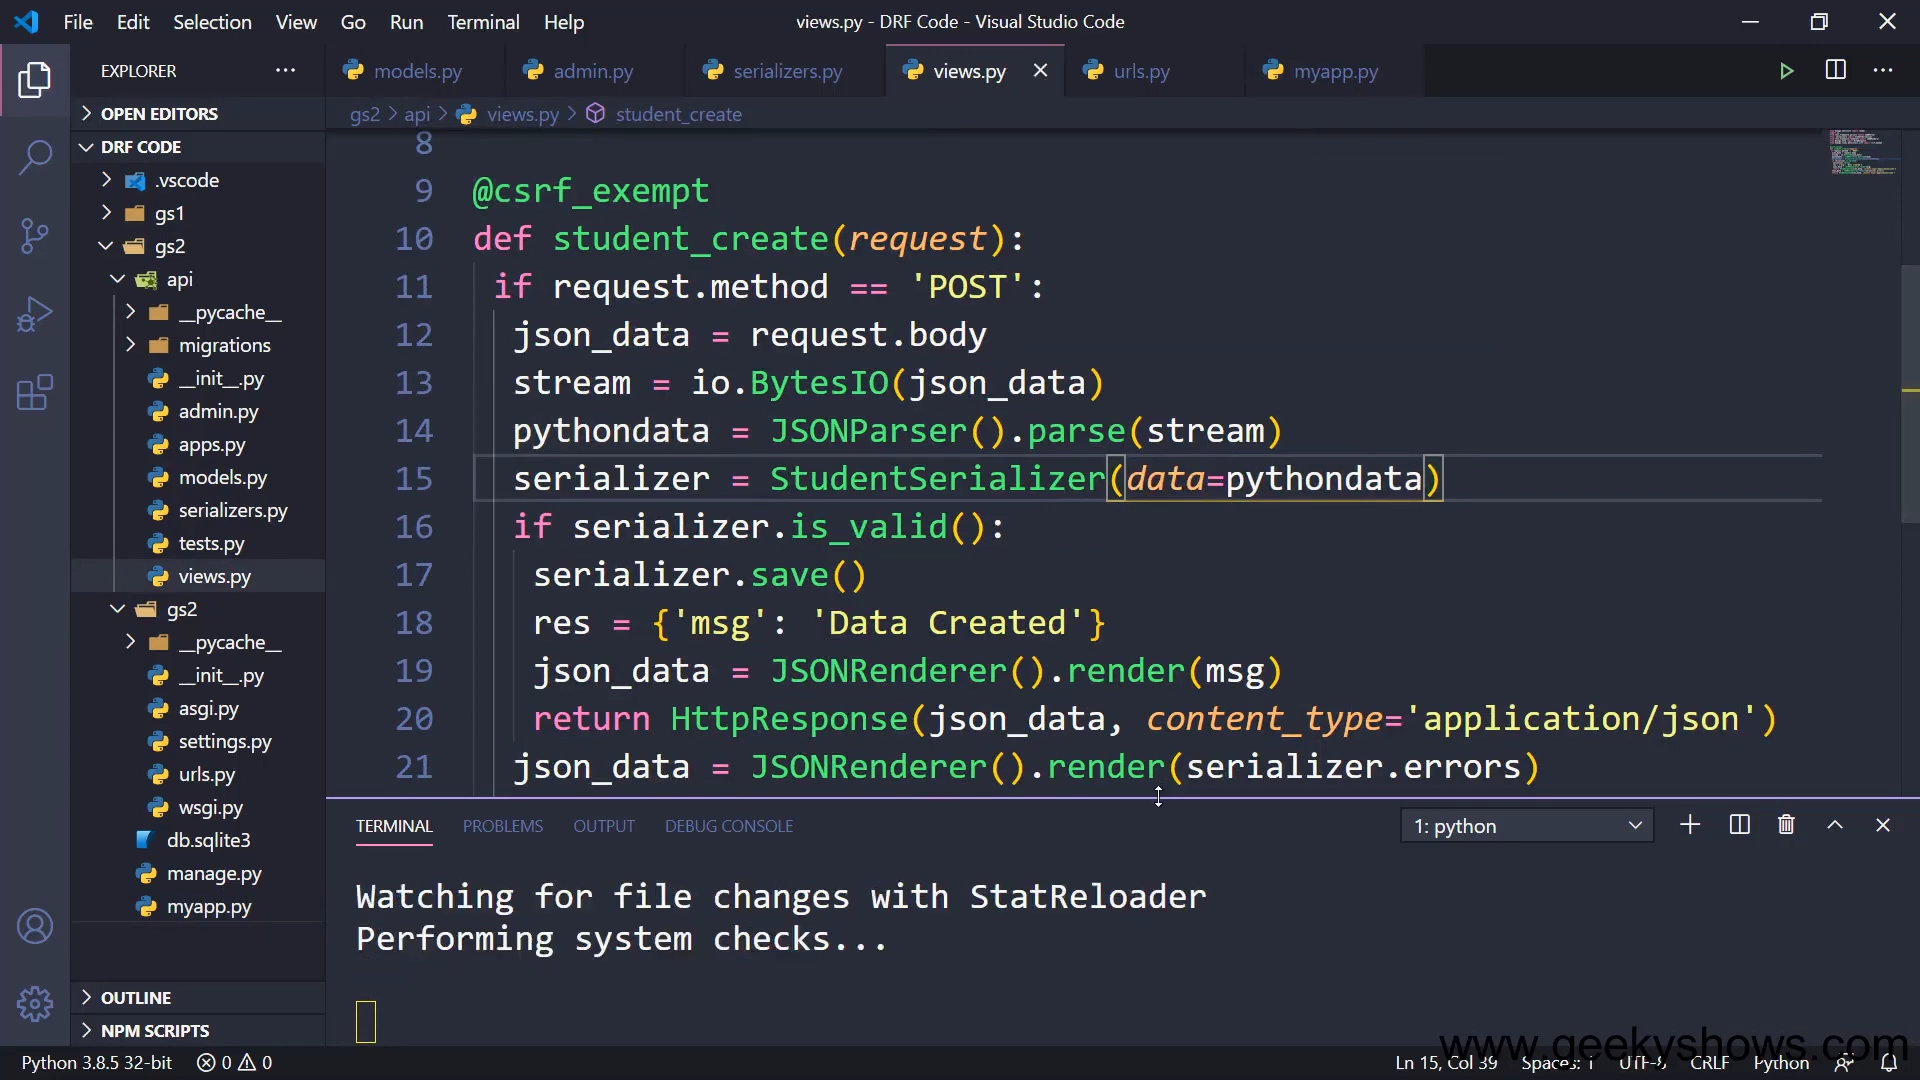 File Edit Selection View Go Run Terminal Help
views.py - DRF Code - Visual Studio Code
EXPLORER
OPEN EDITORS
DRF CODE
.vscode
gs1
gs2
api
__pycache__
migrations
__init__.py
admin.py
apps.py
models.py
serializers.py
tests.py
views.py
gs2
__pycache__
__init__.py
asgi.py
settings.py
urls.py
wsgi.py
db.sqlite3
manage.py
myapp.py
OUTLINE
NPM SCRIPTS
models.py admin.py serializers.py views.py urls.py myapp.py
gs2 > api > views.py > student_create
8
9 @csrf_exempt
10 def student_create(request):
11 if request.method == 'POST':
12 json_data = request.body
13 stream = io.BytesIO(json_data)
14 pythondata = JSONParser().parse(stream)
15 serializer = StudentSerializer(data=pythondata)
16 if serializer.is_valid():
17 serializer.save()
18 res = {'msg': 'Data Created'}
19 json_data = JSONRenderer().render(msg)
20 return HttpResponse(json_data, content_type='application/json')
21 json_data = JSONRenderer().render(serializer.errors)
TERMINAL PROBLEMS OUTPUT DEBUG CONSOLE 1: python
Watching for file changes with StatReloader
Performing system checks...
www.geekyshows.com
Python 3.8.5 32-bit 0 0 Ln 15, Col 39 Spaces: 1 UTF-8 CRLF Python